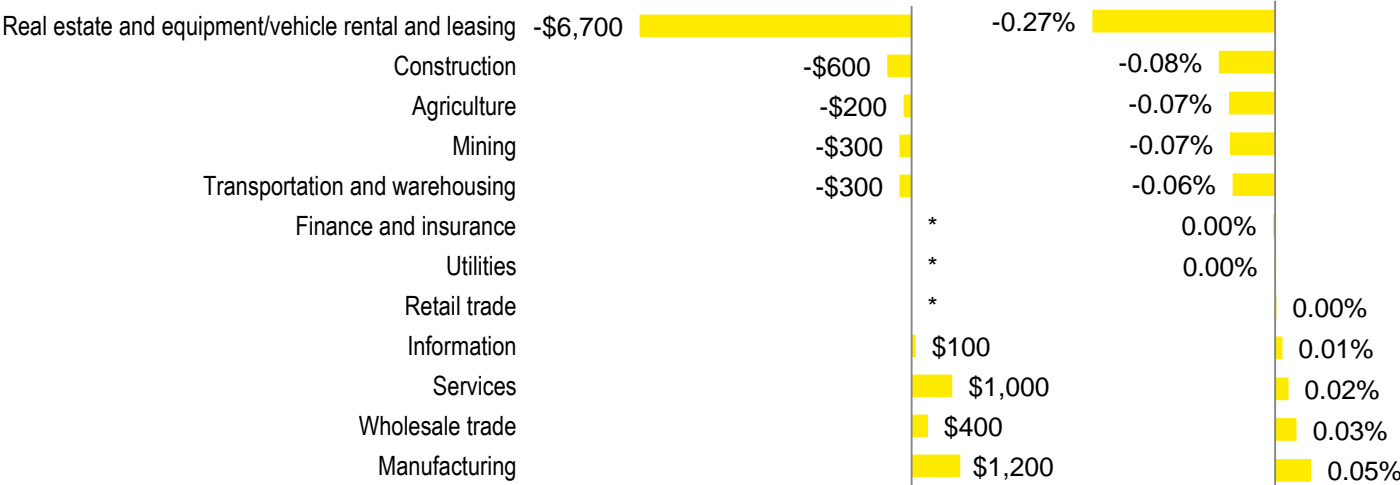 Real estate and equipment/vehicle rental and leasing -$6,700 -0.27%
Construction -$600 -0.08%
Agriculture -$200 -0.07%
Mining -$300 -0.07%
Transportation and warehousing -$300 -0.06%
Finance and insurance * 0.00%
Utilities * 0.00%
Retail trade * 0.00%
Information $100 0.01%
Services $1,000 0.02%
Wholesale trade $400 0.03%
Manufacturing $1,200 0.05%